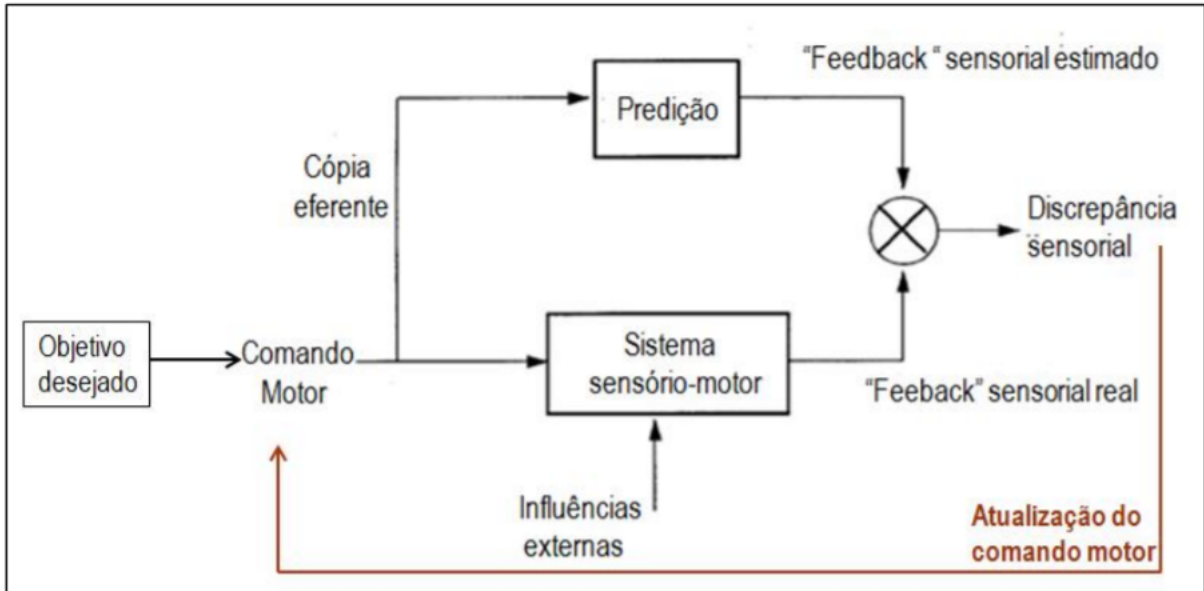 “Feedback “ sensorial estimado
Predição
Cópia
eferente
Discrepância
sensorial
Objetivo
desejado
Comando
Motor
Sistema
sensório-motor
“Feeback” sensorial real
Influências
externas
Atualização do
comando motor